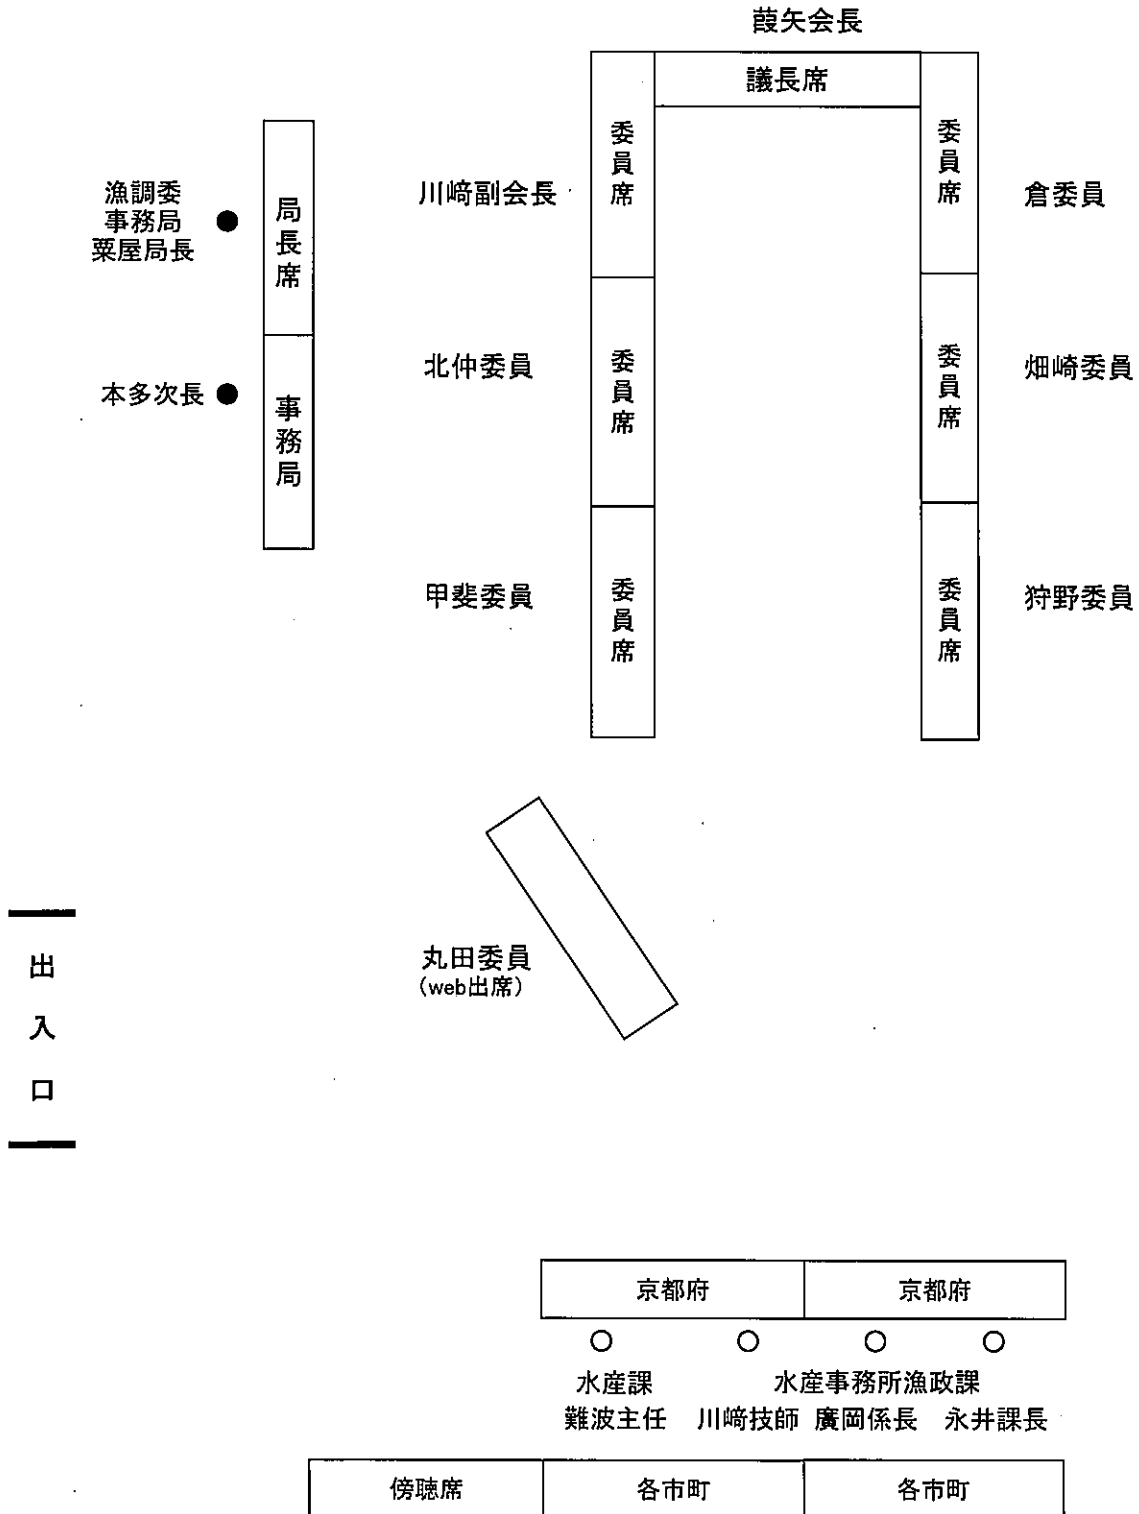 葭矢会長
議長席
委員席
委員席
漁調委
事務局
粟屋局長
局長席
川﨑副会長
倉委員
本多次長
事務局
北仲委員
委員席
委員席
畑崎委員
甲斐委員
委員席
委員席
狩野委員
丸田委員
(web出席)
出入口
京都府
京都府
水産課
水産事務所漁政課
難波主任
川﨑技師
廣岡係長
永井課長
傍聴席
各市町
各市町